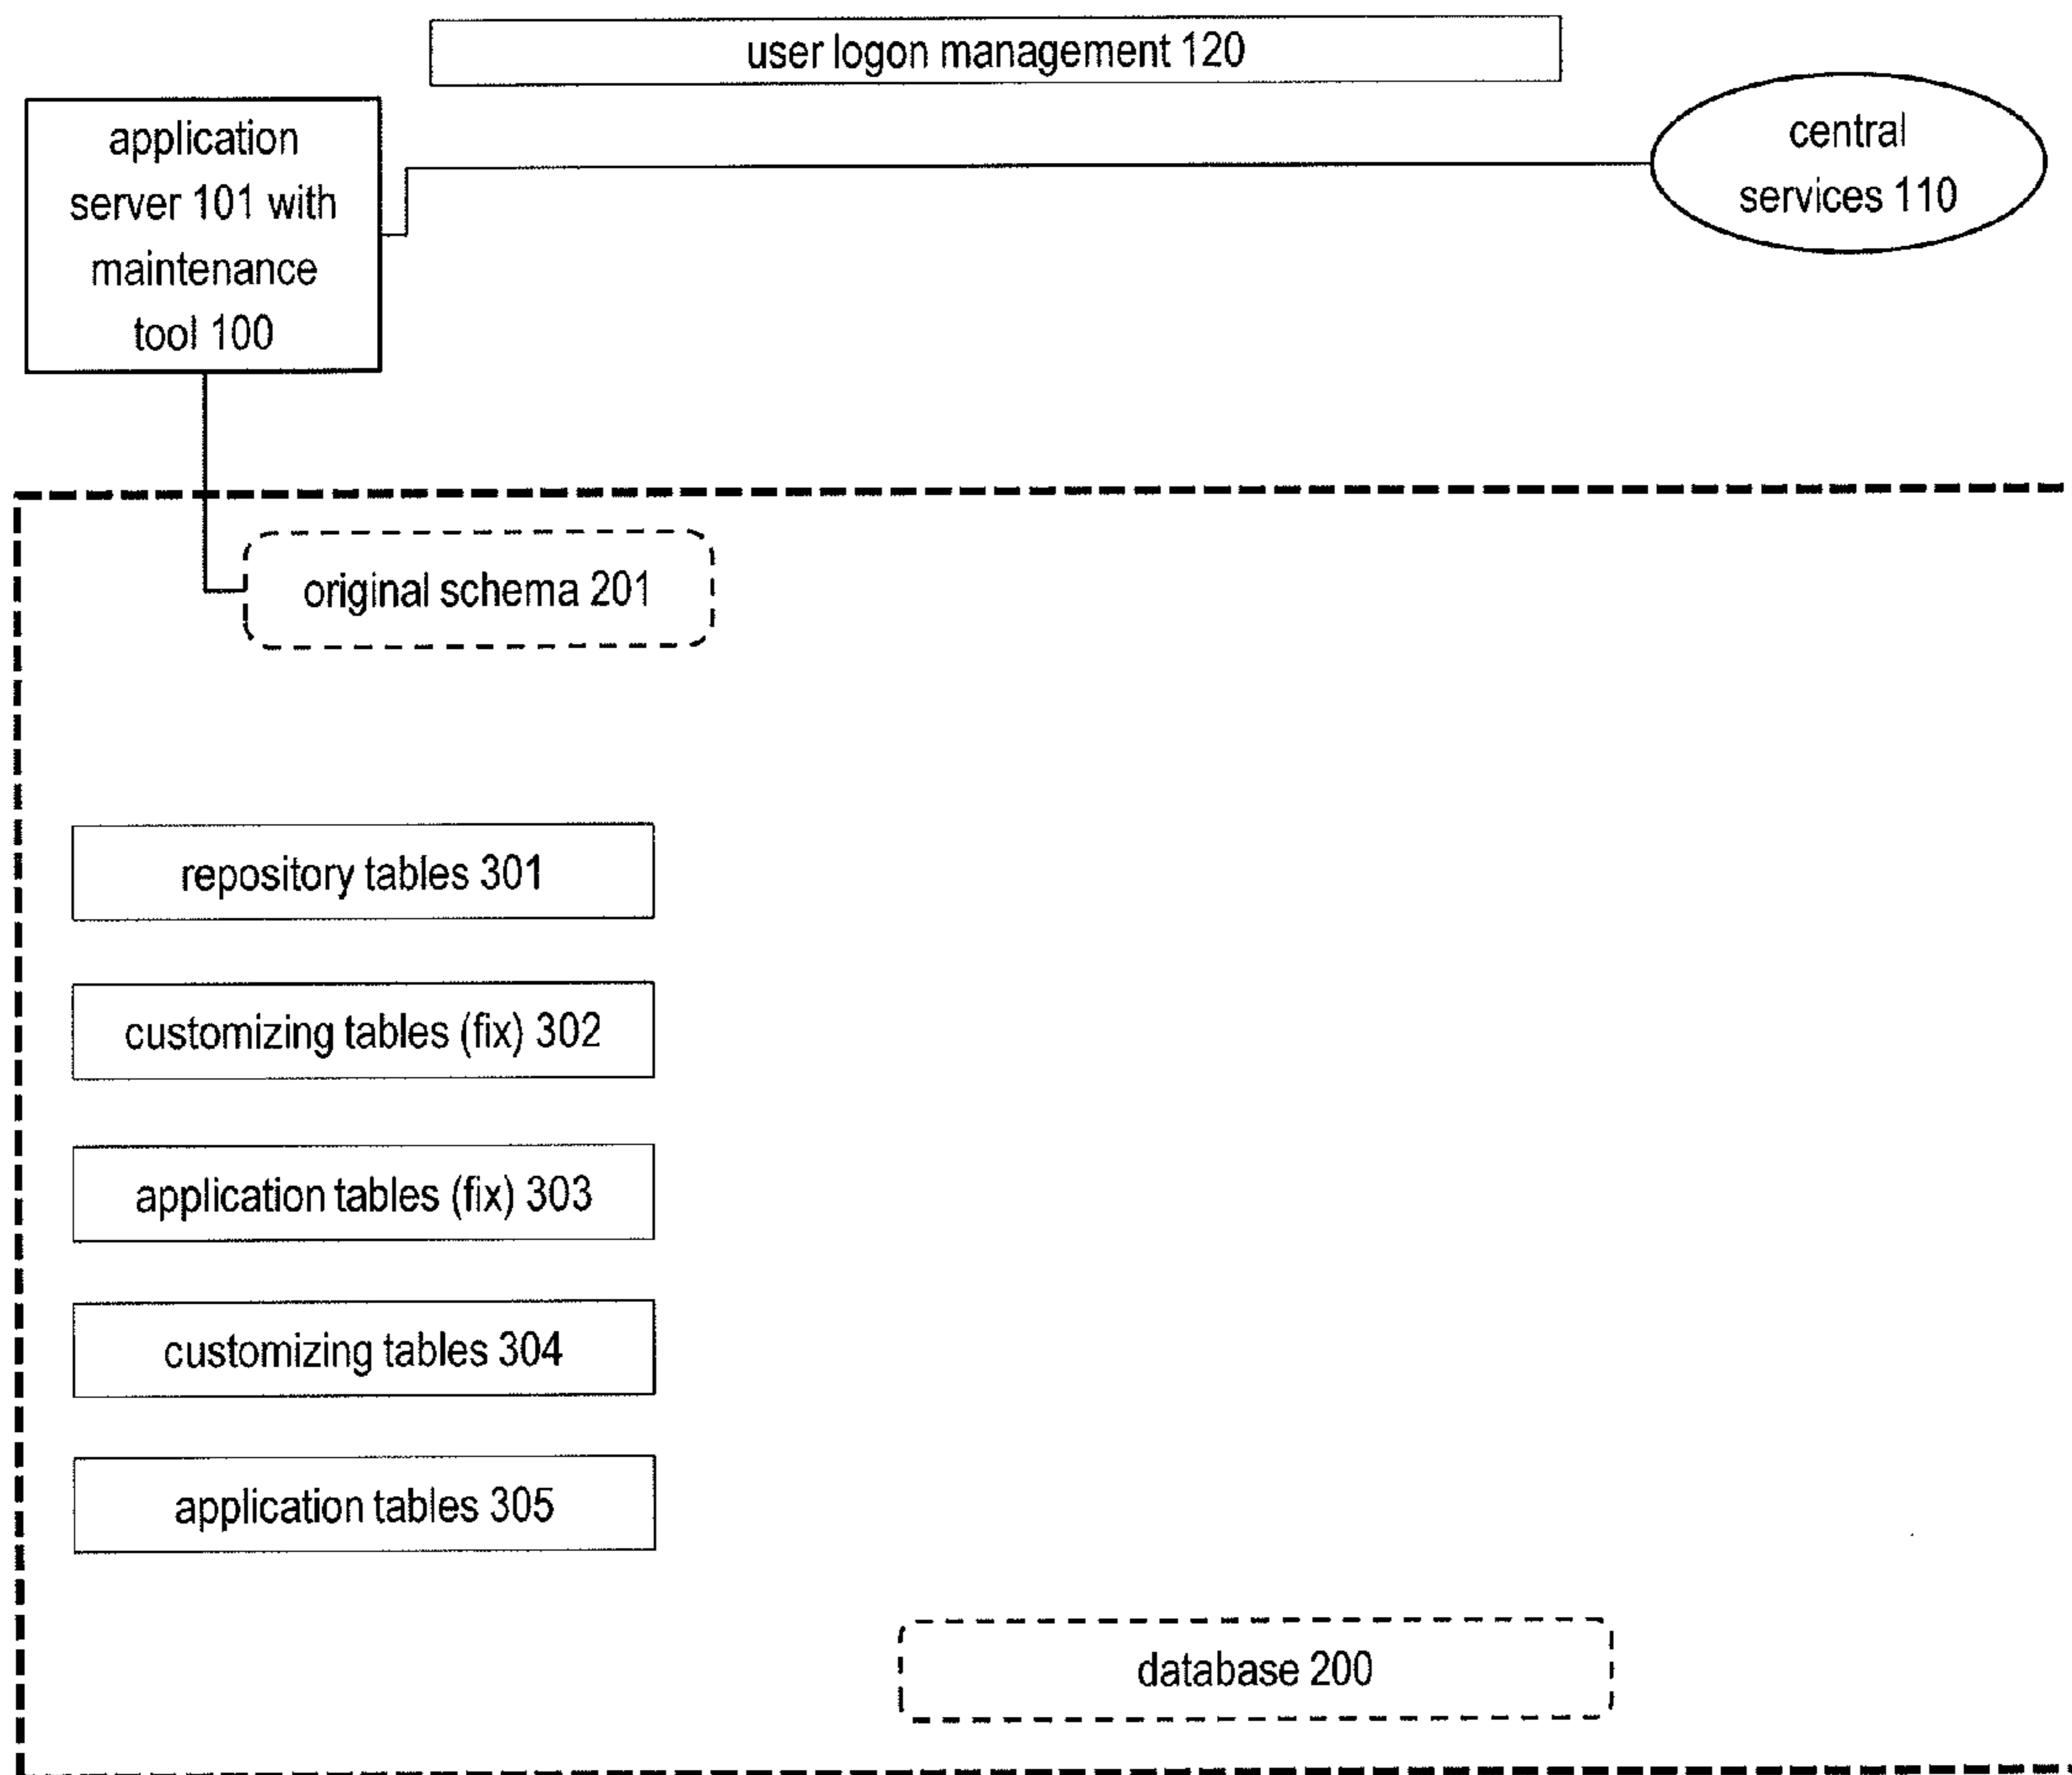 user logon management 120
application
server 101 with
maintenance
tool 100
central
services 110
original schema 201
repository tables 301
customizing tables (fix) 302
application tables (fix) 303
customizing tables 304
application tables 305
database 200